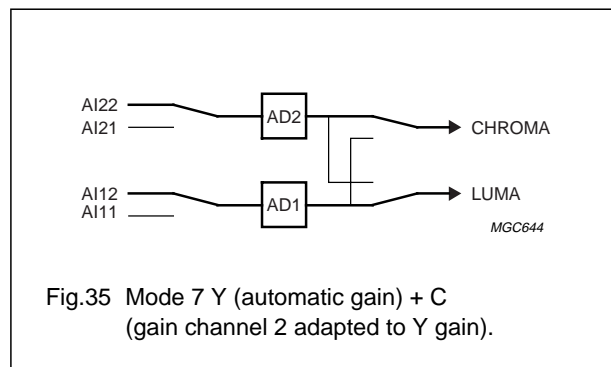 AI22
AI21
AD2
CHROMA
AI12
AI11
AD1
LUMA
MGC644
Fig.35 Mode 7 Y (automatic gain) + C
(gain channel 2 adapted to Y gain).